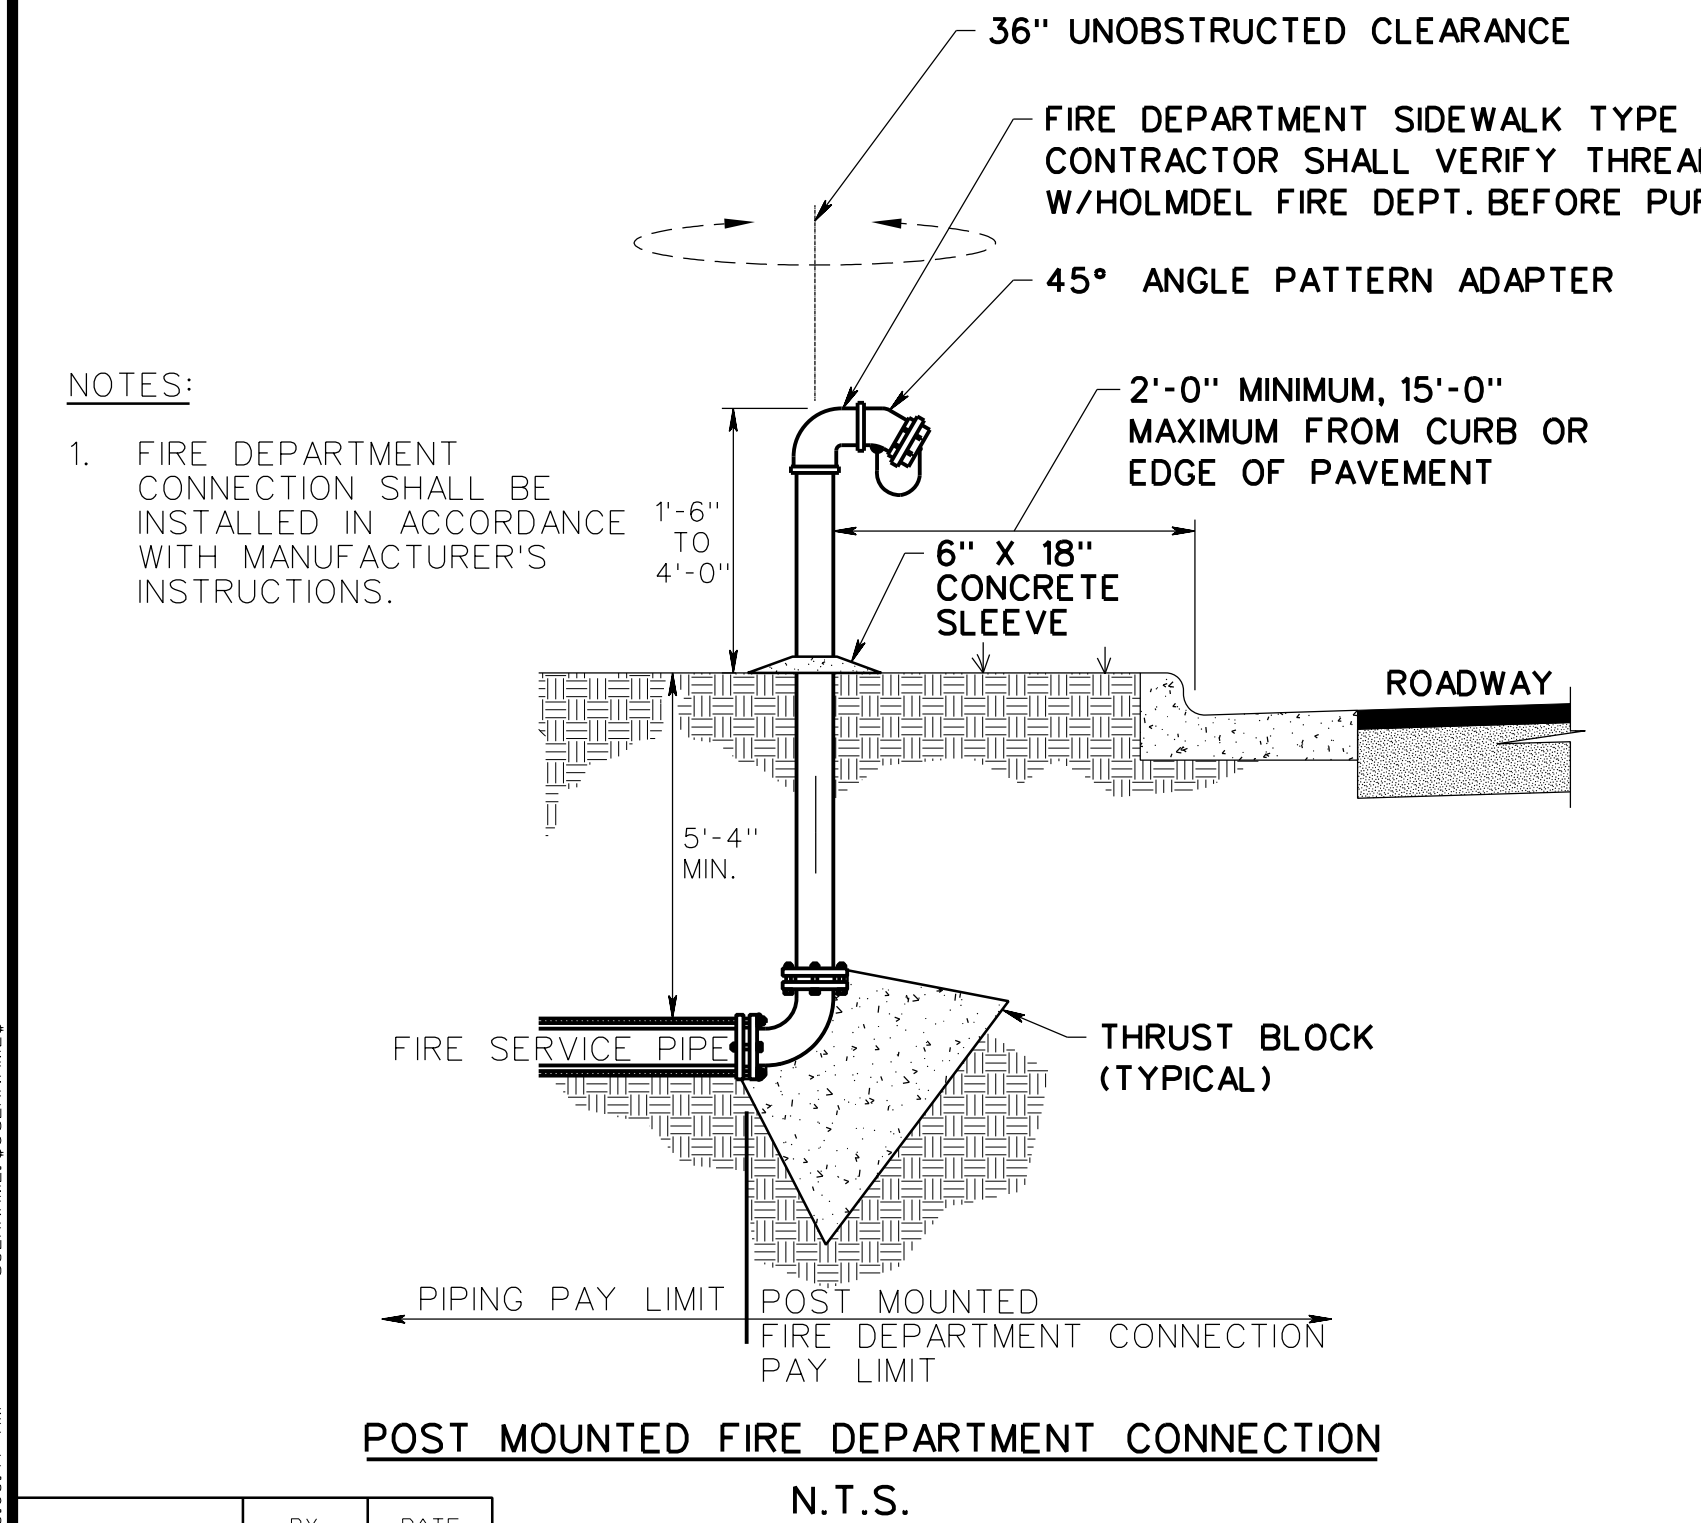 36" UNOBSTRUCTED CLEARANCE
FIRE DEPARTMENT SIDEWALK TYPE
CONTRACTOR SHALL VERIFY
W/HOLMDEL FIRE DEPT. BEFORE
45° ANGLE PATTERN ADAPTER
2'-0" MINIMUM, 15'-0"
MAXIMUM FROM CURB OR
EDGE OF PAVEMENT
NOTES:
1. FIRE DEPARTMENT
CONNECTION SHALL BE
INSTALLED IN ACCORDANCE
WITH MANUFACTURER'S
INSTRUCTIONS.
1'-6"
TO
4'-0"
6" X 18"
CONCRETE
SLEEVE
ROADWAY
5'-4"
MIN.
FIRE SERVICE PIPE
THRUST BLOCK
(TYPICAL)
PIPING PAY LIMIT
POST MOUNTED
FIRE DEPARTMENT CONNECTION
PAY LIMIT
POST MOUNTED FIRE DEPARTMENT CONNECTION
N.T.S.
BY DATE